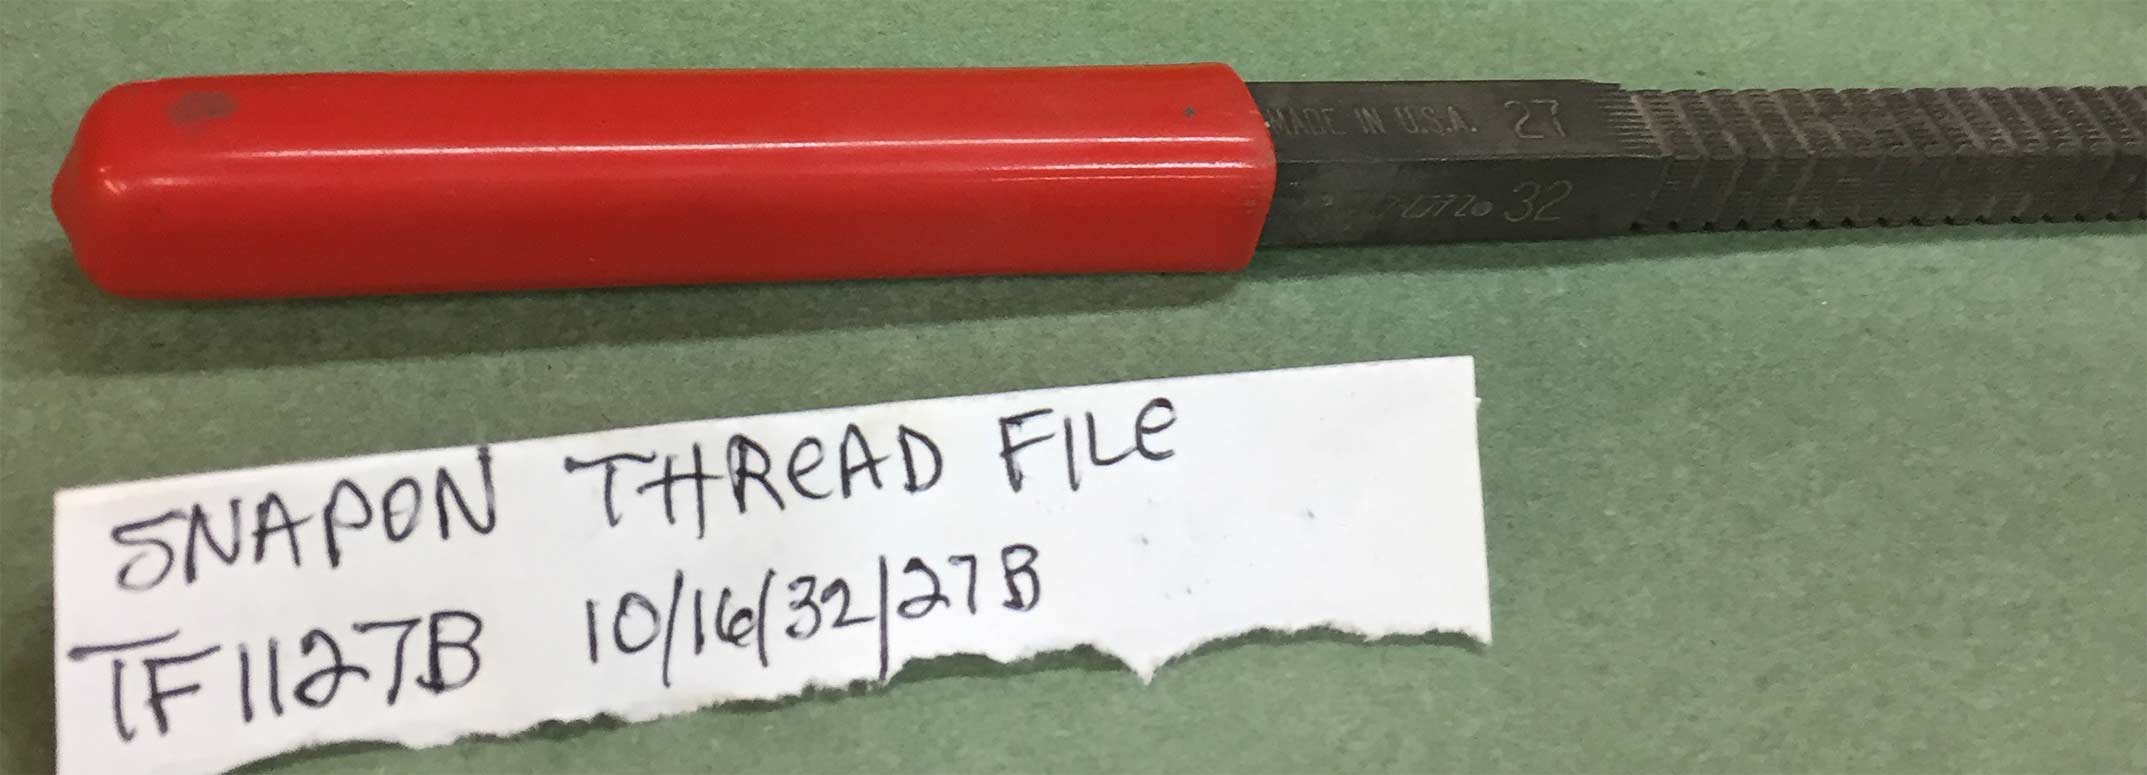 MADE IN U.S.A. 27
32
SNAPON THREAD FILE
TF1127B 10/16/32/27B